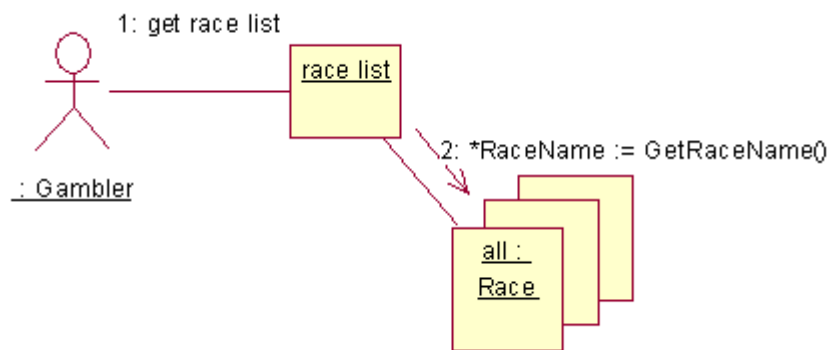 1: get race list
race list
2: *RaceName := GetRaceName()
: Gambler
all :
Race